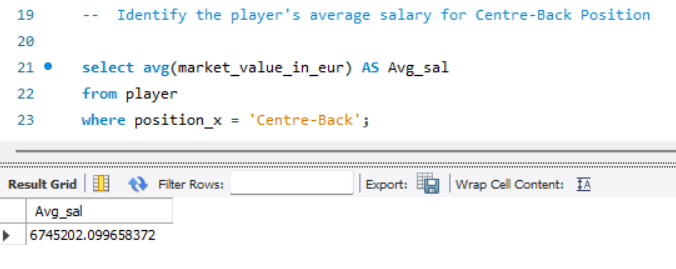 19 -- Identify the player's average salary for Centre-Back Position
20
21 select avg(market_value_in_eur) AS Avg_sal
22 from player
23 where position_x = 'Centre-Back';
Result Grid Filter Rows: Export: Wrap Cell Content: IA
Avg_sal
6745202.099658372